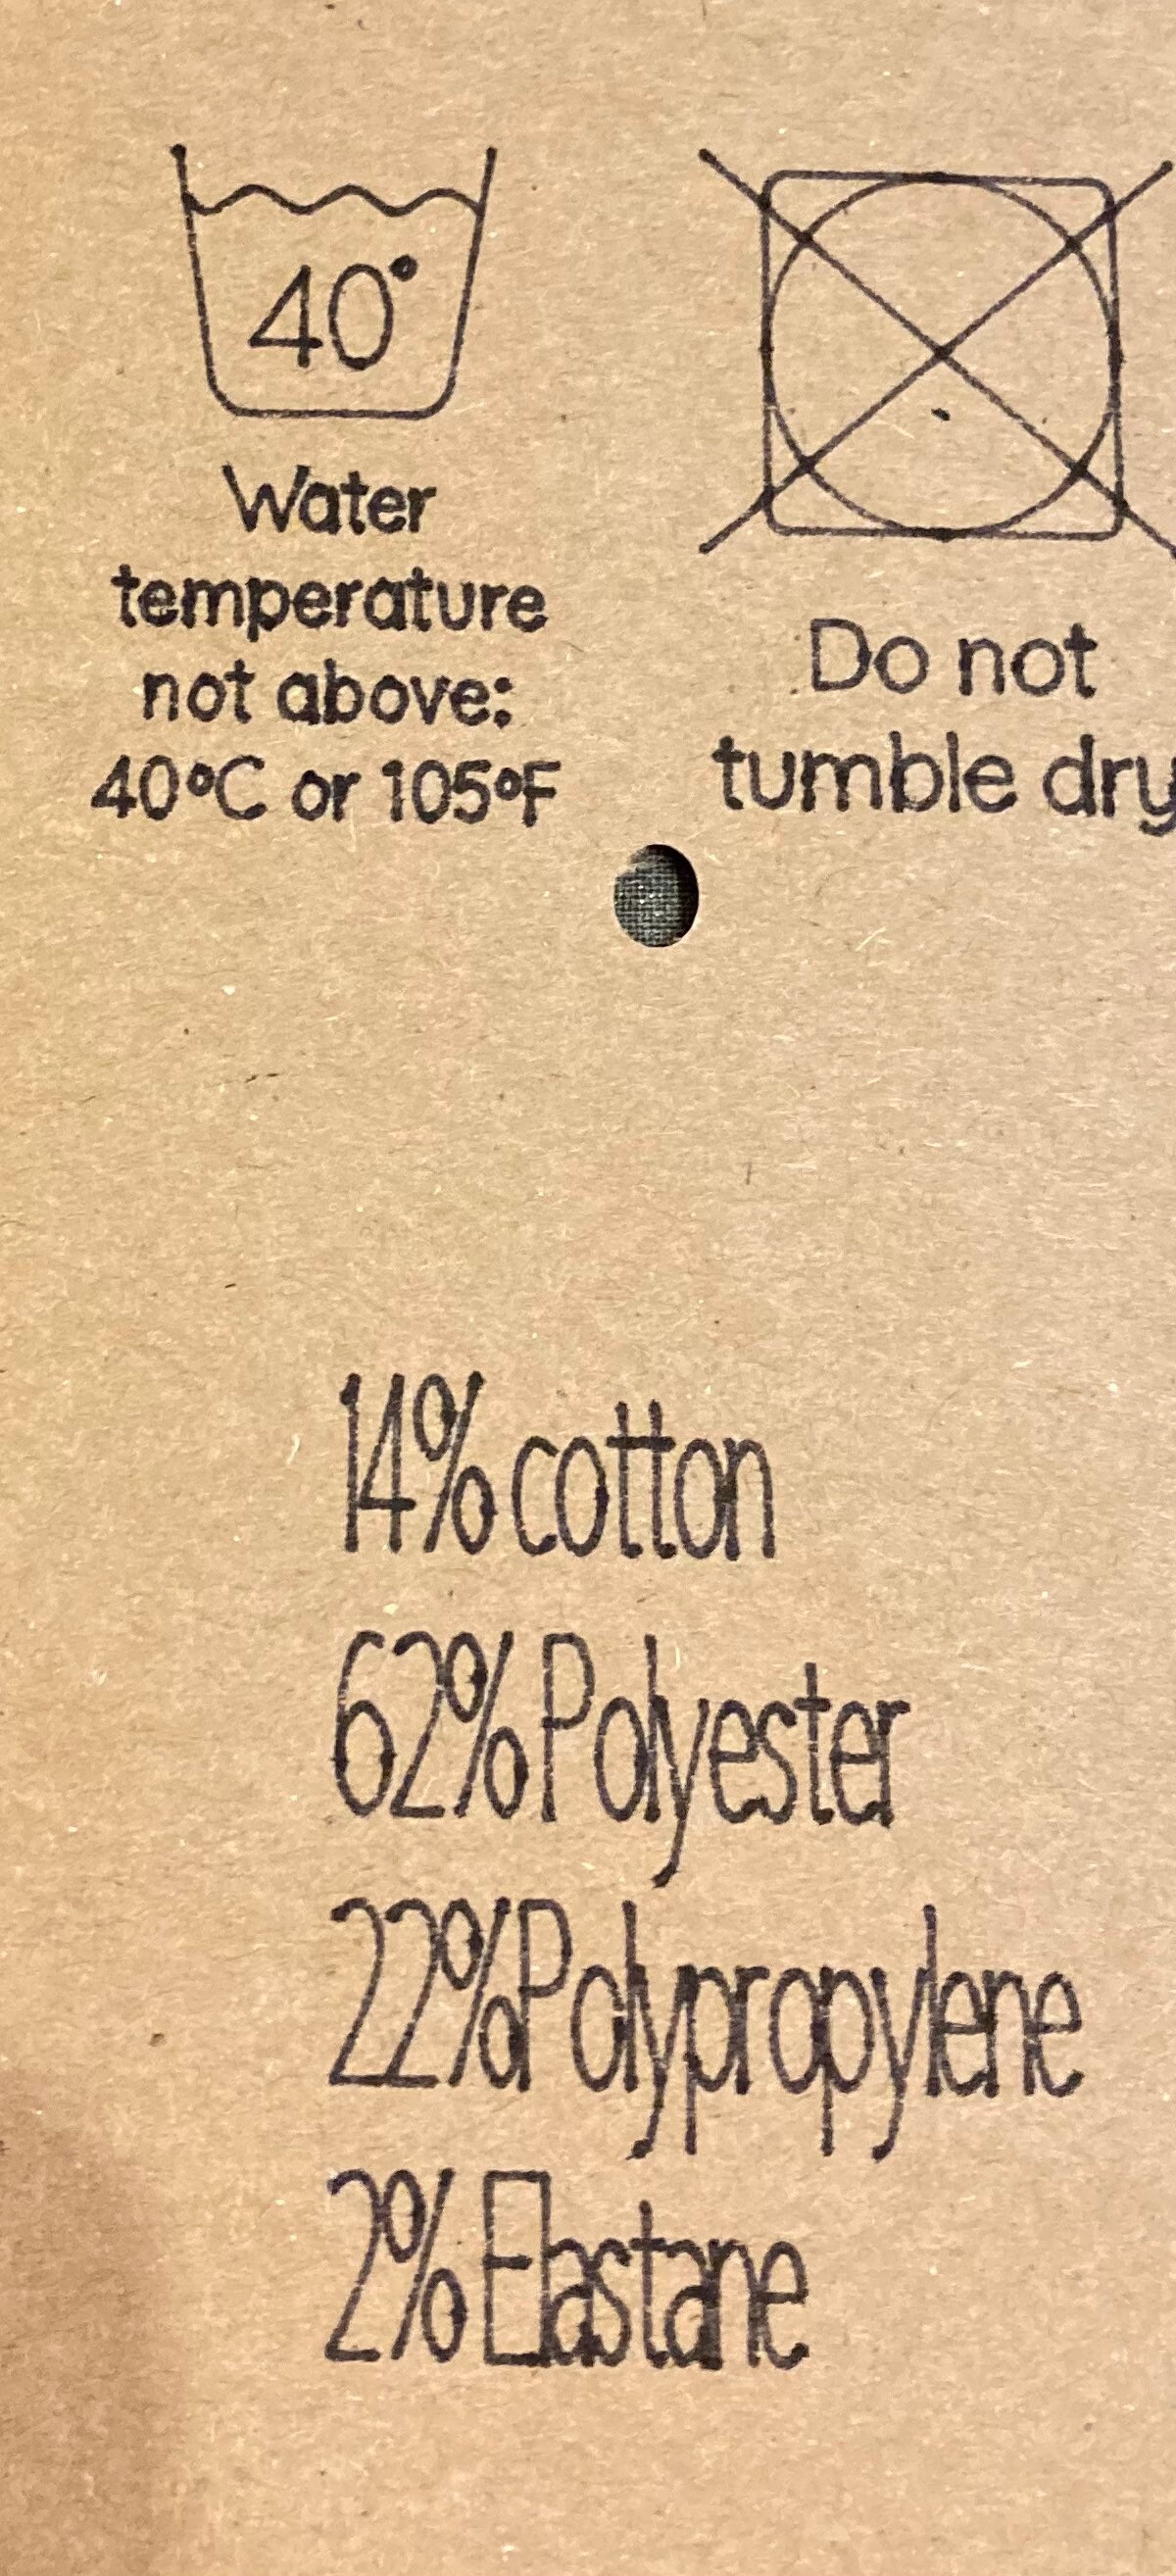 40°
Water
temperature
not above:
40°C or 105°F
Do not
tumble dry
14% cotton
62% Polyester
22% Polypropylene
2% Elastane